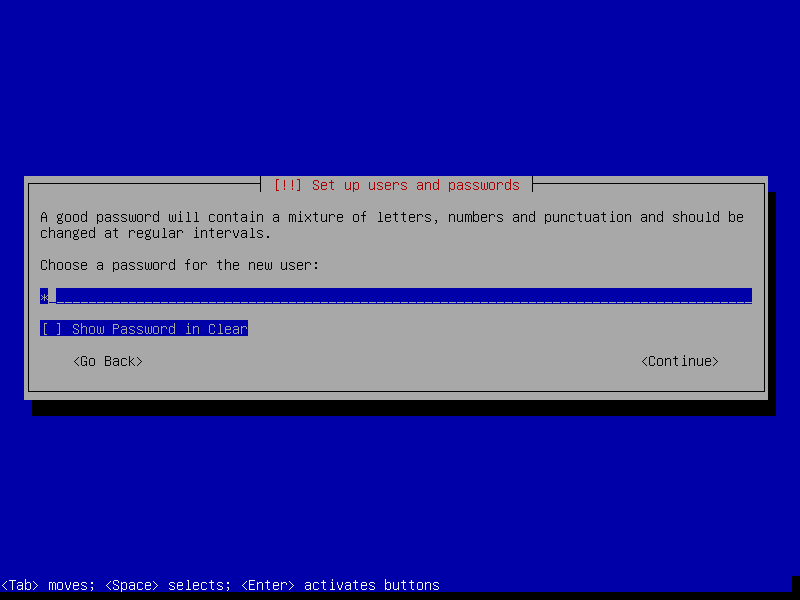 [!!] Set up users and passwords
A good password will contain a mixture of letters, numbers and punctuation and should be
changed at regular intervals.
Choose a password for the new user:
*
[ ] Show Password in Clear
<Go Back> <Continue>
<Tab> moves; <Space> selects; <Enter> activates buttons